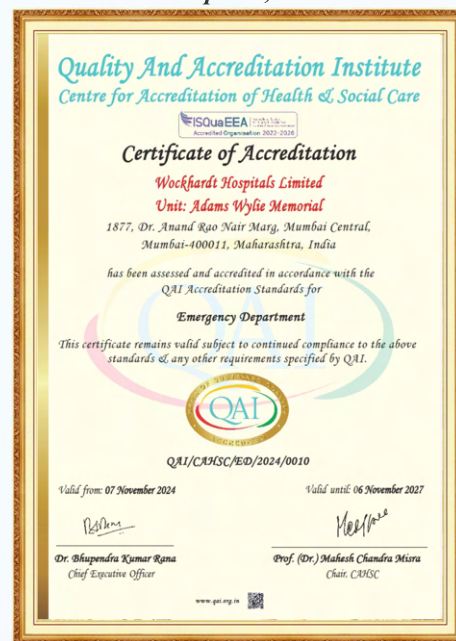 Quality And Accreditation Institute
Centre for Accreditation of Health & Social Care
ISQuaEEA
Accredited Organisation 2022-2026
Certificate of Accreditation
Wockhardt Hospitals Limited
Unit: Adams Wylie Memorial
1877, Dr. Anand Rao Nair Marg, Mumbai Central,
Mumbai-400011, Maharashtra, India
has been assessed and accredited in accordance with the
QAI Accreditation Standards for
Emergency Department
This certificate remains valid subject to continued compliance to the above
standards & any other requirements specified by QAI.
QAI
QAI/CAHSC/ED/2024/0010
Valid from: 07 November 2024 Valid until: 06 November 2027
Dr. Bhupendra Kumar Rana Prof. (Dr.) Mahesh Chandra Misra
Chief Executive Officer Chair, CAHSC
www.qai.org.in